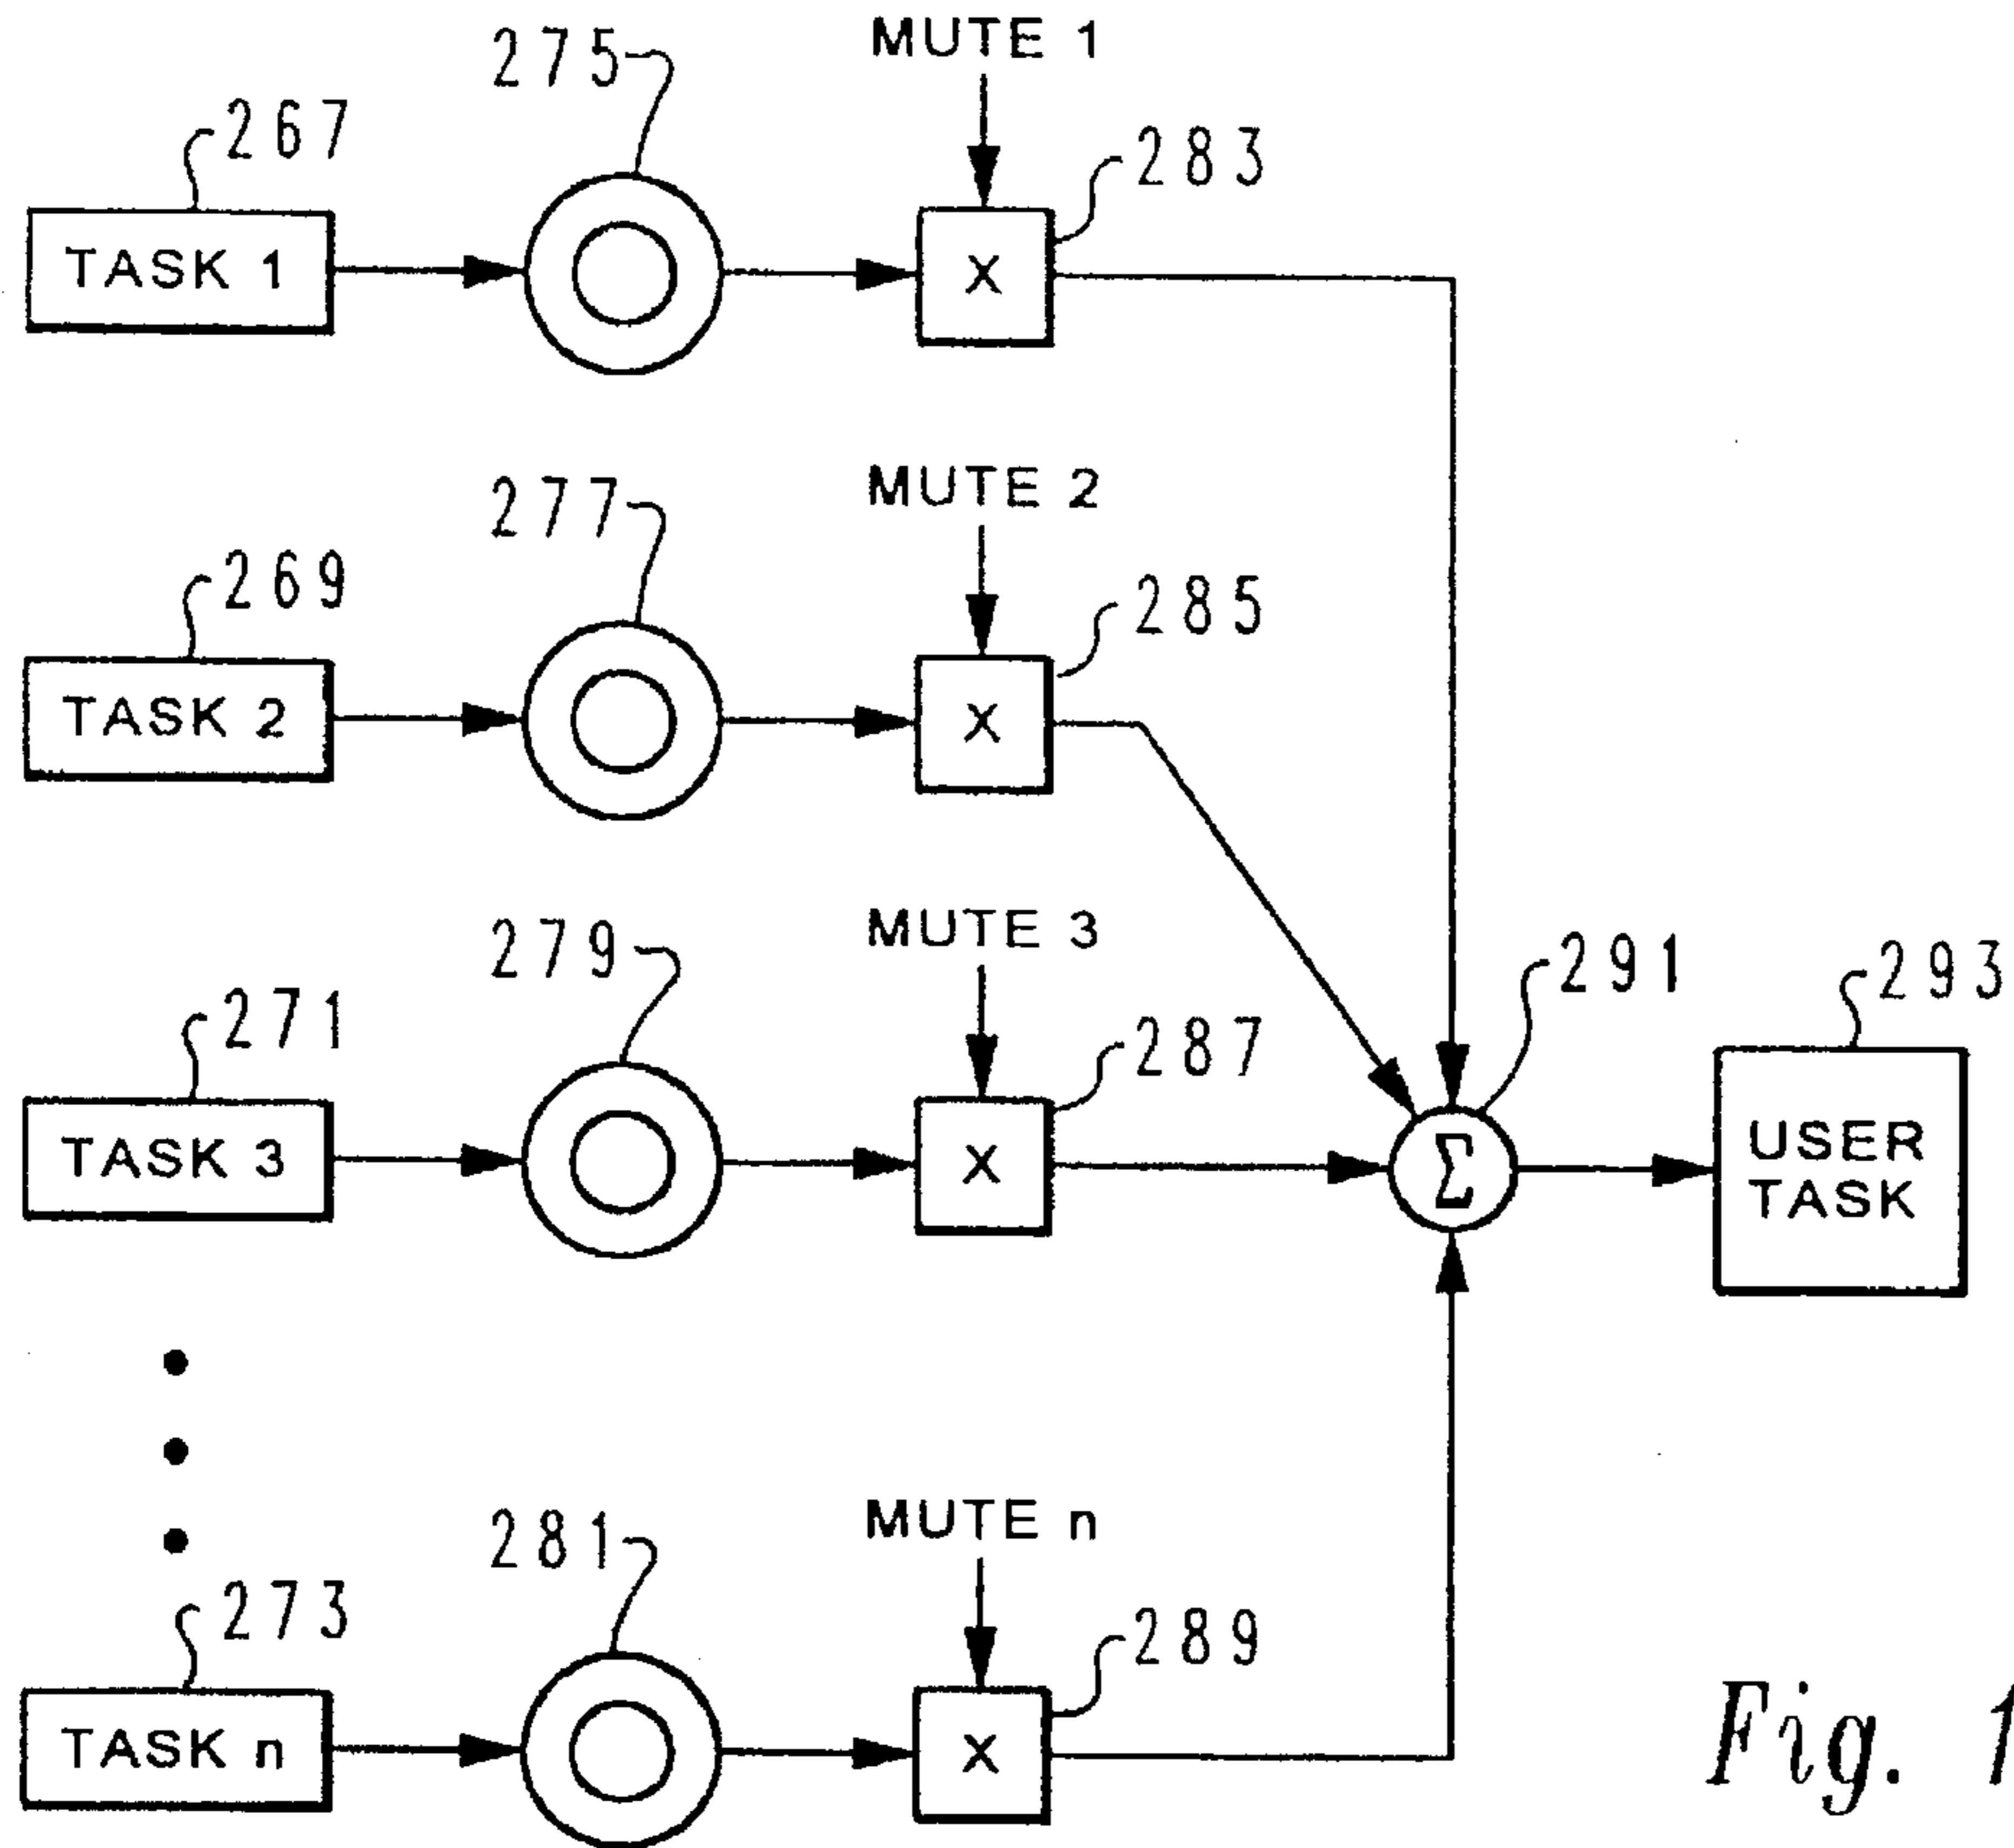 275
MUTE 1
267
283
TASK 1
X
277
MUTE 2
269
285
TASK 2
X
279
MUTE 3
291
293
271
287
TASK 3
X
Σ
USER
TASK
281
MUTE n
273
289
TASK n
X
Fig. 1